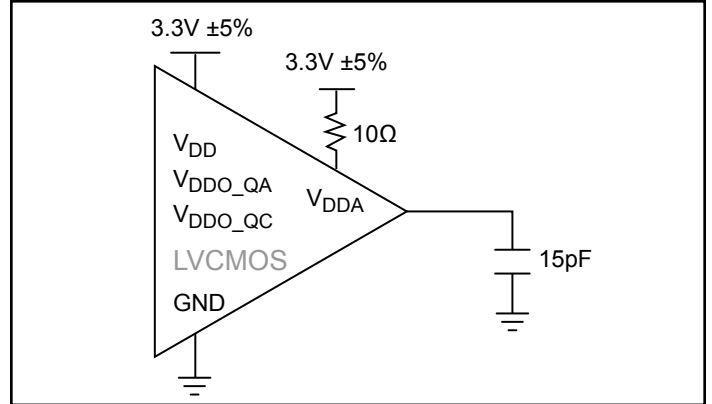 3.3V ±5%
3.3V ±5%
10Ω
VDD
VDDO_QA
VDDA
VDDO_QC
LVCMOS
15pF
GND